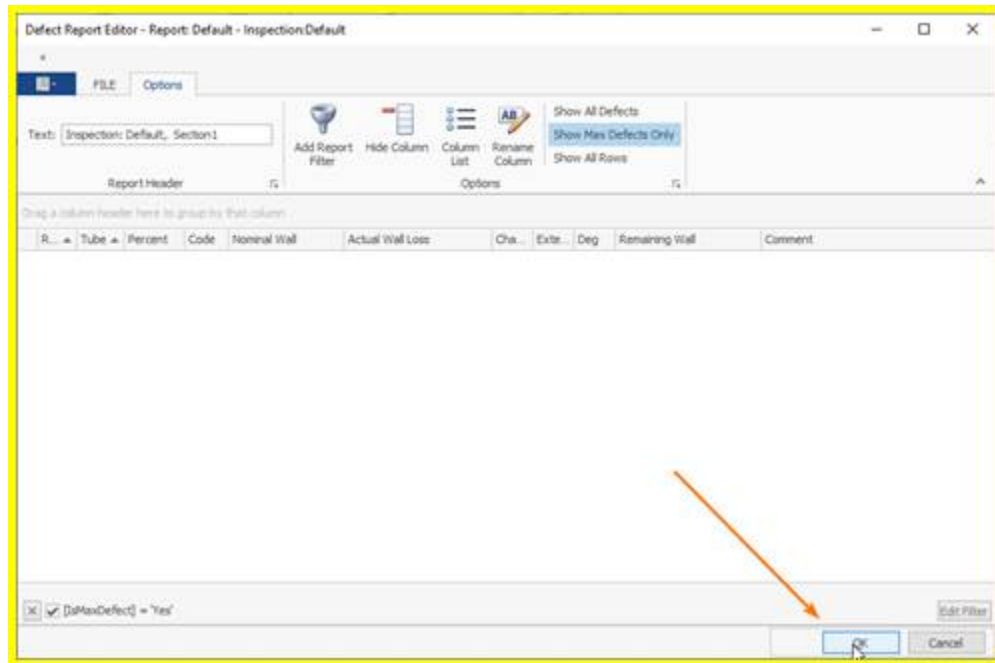 Defect Report Editor - Report: Default - Inspection:Default
FILE Options
Text: Inspection: Default, Section1
Report Header
Add Report Filter
Hide Column
Column List
Rename Column
Show All Defects
Show Max Defects Only
Show All Rows
Options
Drag a column header here to group by that column
R... Tube Percent Code Nominal Wall Actual Wall Loss Cha... Exte... Deg Remaining Wall Comment
[IsMaxDefect] = 'Yes'
Edit Filter
OK Cancel